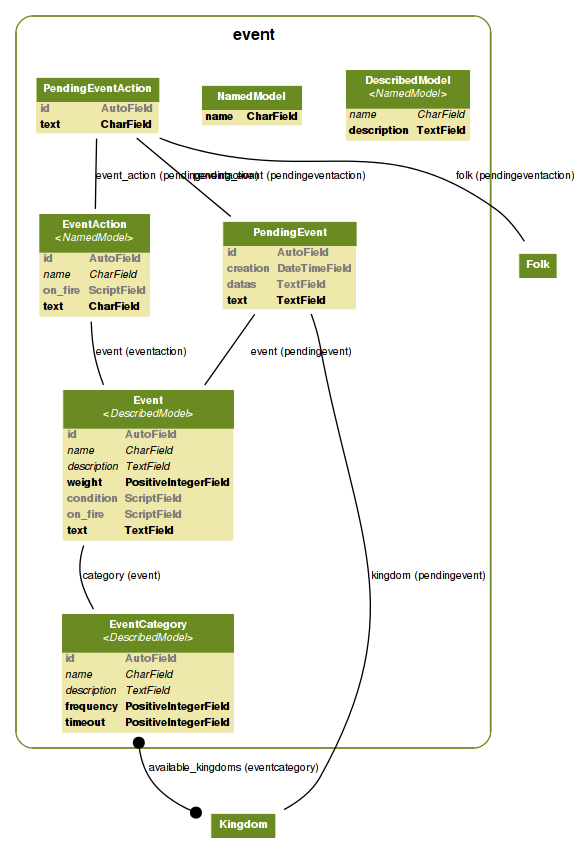 event
PendingEventAction
id AutoField
text CharField
NamedModel
name CharField
DescribedModel
<NamedModel>
name CharField
description TextField
event_action (pendingeventaction)
pending_event (pendingeventaction)
folk (pendingeventaction)
EventAction
<NamedModel>
id AutoField
name CharField
on_fire ScriptField
text CharField
PendingEvent
id AutoField
creation DateTimeField
datas TextField
text TextField
Folk
event (eventaction)
event (pendingevent)
Event
<DescribedModel>
id AutoField
name CharField
description TextField
weight PositiveIntegerField
condition ScriptField
on_fire ScriptField
text TextField
category (event)
kingdom (pendingevent)
EventCategory
<DescribedModel>
id AutoField
name CharField
description TextField
frequency PositiveIntegerField
timeout PositiveIntegerField
available_kingdoms (eventcategory)
Kingdom